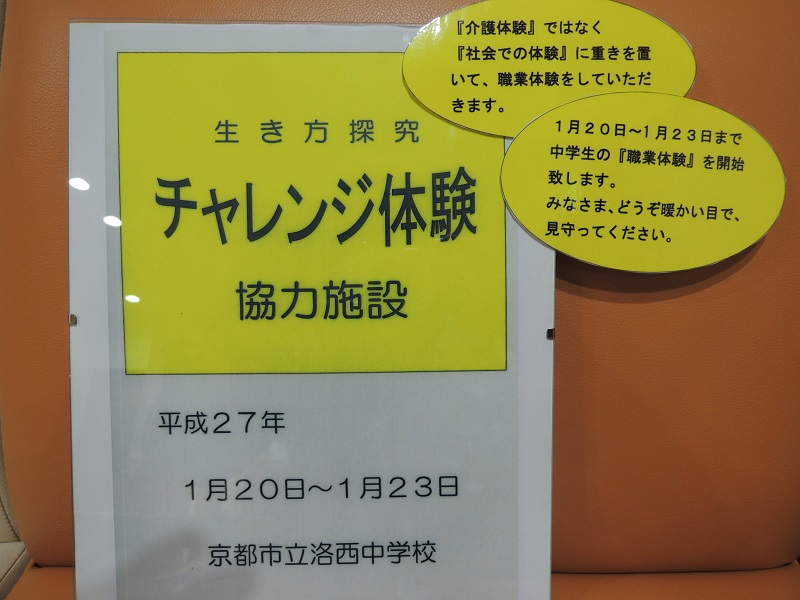 生き方探究
チャレンジ体験
協力施設
平成２７年
１月２０日～１月２３日
京都市立洛西中学校
『介護体験』ではなく
『社会での体験』に重きを置
いて、職業体験をしていただ
きます。
１月２０日～１月２３日まで
中学生の『職業体験』を開始
致します。
みなさま、どうぞ暖かい目で、
見守ってください。